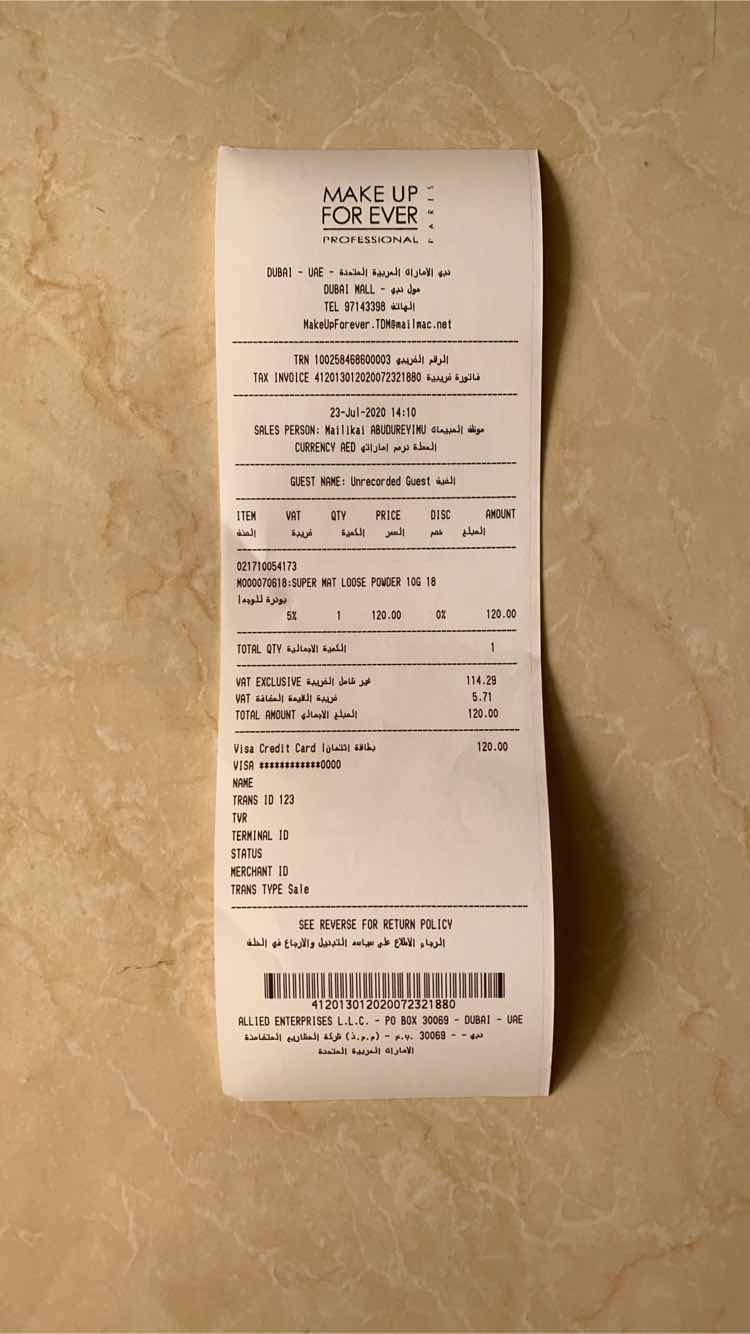 MAKE UP
FOR EVER
PROFESSIONAL
PARIS
DUBAI - UAE - دبي الامارات العربية المتحدة
DUBAI MALL - دبي مول
TEL 97143398 الهاتف
MakeUpForever.TDM@mailmac.net
TRN 100258468600003 الرقم الضريبي
TAX INVOICE 412013012020072321880 فاتورة ضريبية
23-Jul-2020 14:10
SALES PERSON: Mailikai ABUDUREYIMU موظف المبيعات
CURRENCY AED العملة درهم اماراتي
GUEST NAME: Unrecorded Guest الضيف
ITEM VAT QTY PRICE DISC AMOUNT
الصنف ضريبة الكمية السعر خصم المبلغ
021710054173
M000070618:SUPER MAT LOOSE POWDER 10G 18
بودرة للوجه
5% 1 120.00 0% 120.00
TOTAL QTY الكمية الاجمالية 1
VAT EXCLUSIVE غير شامل الضريبة 114.29
VAT ضريبة القيمة المضافة 5.71
TOTAL AMOUNT المبلغ الاجمالي 120.00
Visa Credit Card بطاقة إئتمان 120.00
VISA ************0000
NAME
TRANS ID 123
TVR
TERMINAL ID
STATUS
MERCHANT ID
TRANS TYPE Sale
SEE REVERSE FOR RETURN POLICY
الرجاء الاطلاع على سياسه التبديل والارجاع في الخلف
412013012020072321880
ALLIED ENTERPRISES L.L.C. - PO BOX 30069 - DUBAI - UAE
شركة المشاريع المتضامنة (ذ.م.م) - ص.ب. 30069 - دبي -
الامارات العربية المتحدة